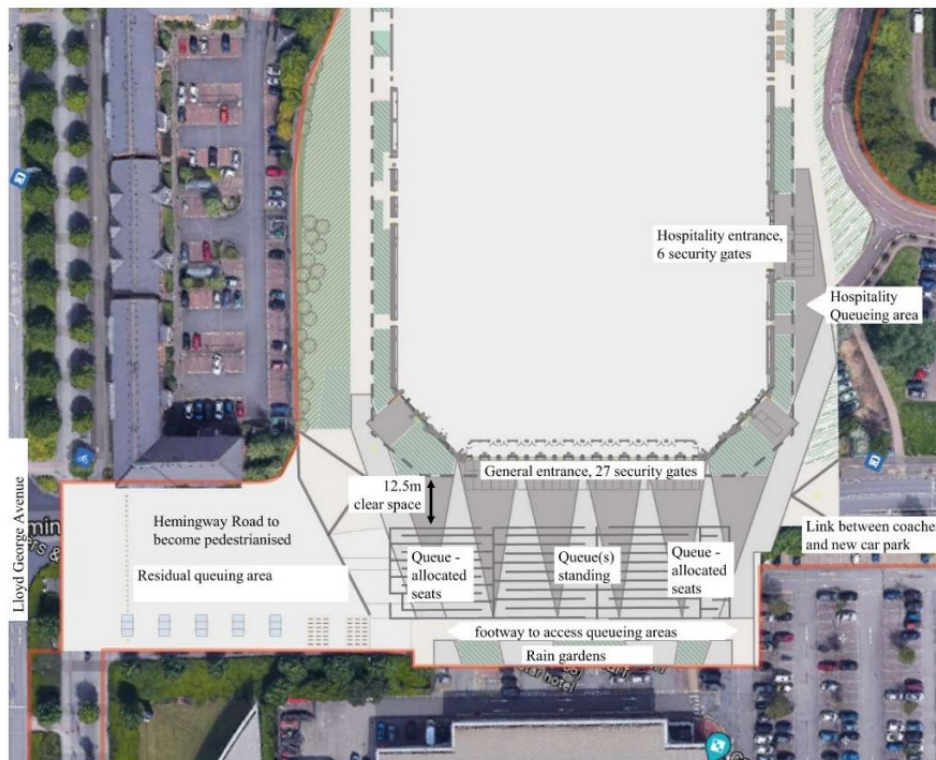 Hospitality entrance,
6 security gates
Hospitality
Queueing area
General entrance, 27 security gates
12.5m
clear space
Lloyd George Avenue
Hemingway Road to
become pedestrianised
Residual queuing area
Queue -
allocated
seats
Queue(s)
standing
Queue -
allocated
seats
Link between coaches
and new car park
footway to access queueing areas
Rain gardens
hotel